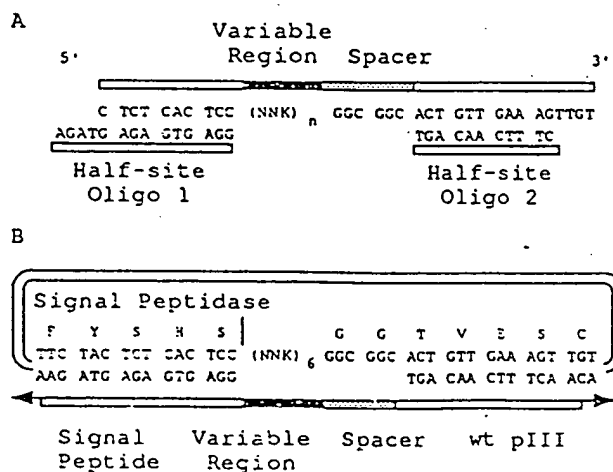 A
Variable
5' Region Spacer 3'
C TCT CAC TCC (NNK) n GGC GGC ACT GTT GAA AGTTGT
AGATG AGA GTG AGG TGA CAA CTT TC
Half-site Half-site
Oligo 1 Oligo 2
B
Signal Peptidase
Y S H S G G T V E S C
TTC TAC TCT CAC TCC (NNK) 6 GGC GGC ACT GTT GAA AGT TGT
AAG ATG AGA GTG AGG TGA CAA CTT TCA ACA
Signal Variable Spacer wt pIII
Peptide Region